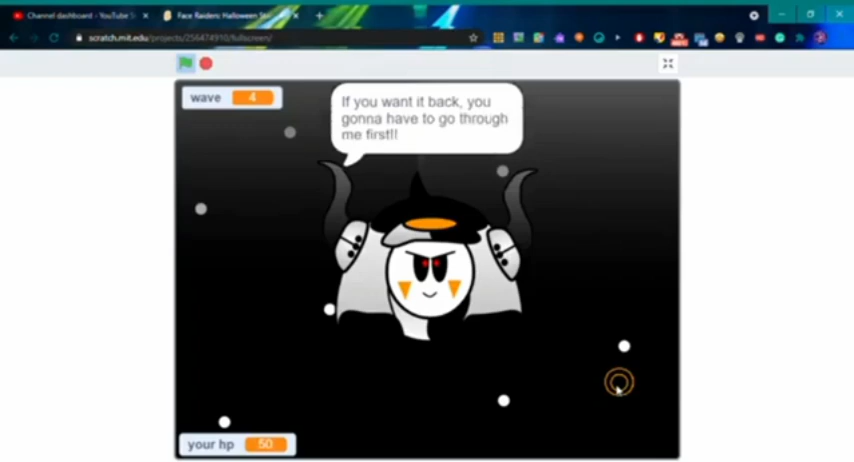 Channel dashboard - YouTube S
Face Raiders: Halloween St
scratch.mit.edu/projects/256474910/fullscreen/
wave 4
If you want it back, you
gonna have to go through
me first!!
your hp 50